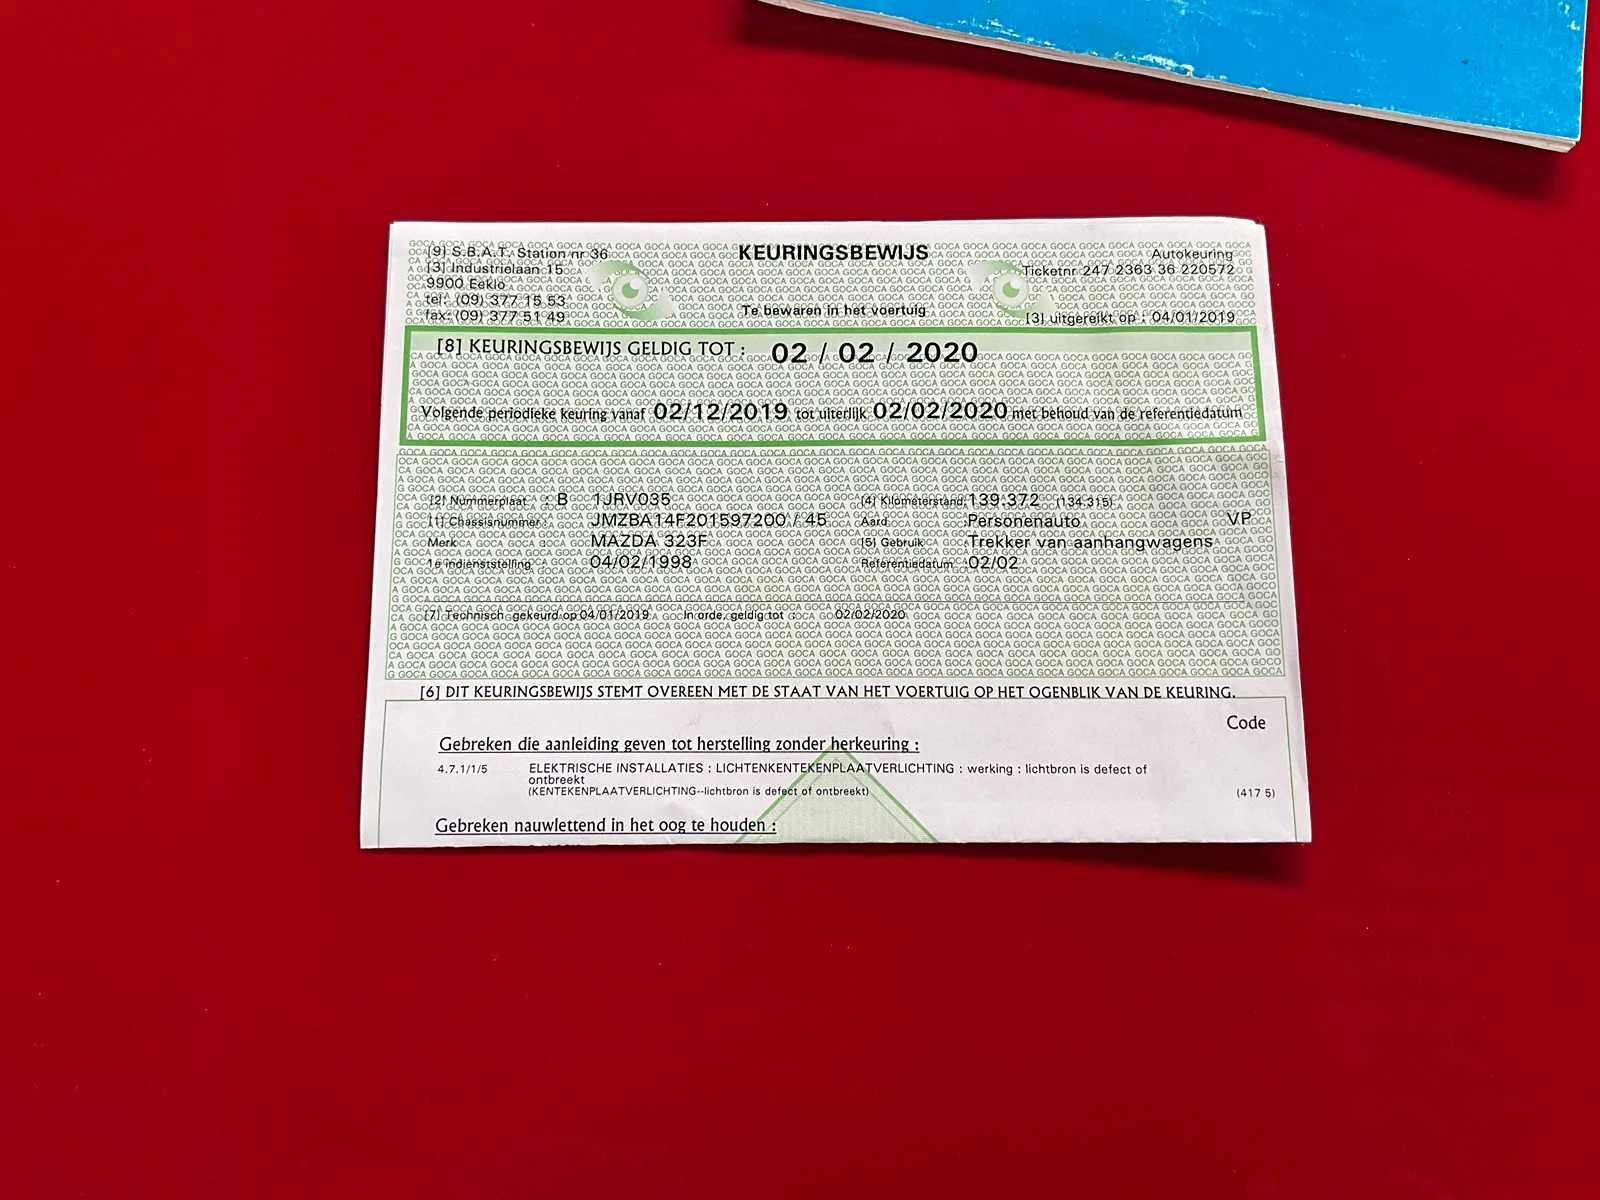 [9] S.B.A.T. Station nr 36
KEURINGSBEWIJS
Autokeuring
[3] Industrielaan 15
Ticketnr 247 2363 36 220572
9900 Eeklo
tel: (09) 377 15 53
Te bewaren in het voertuig
fax: (09) 377 51 49
[3] uitgereikt op : 04/01/2019
[8] KEURINGSBEWIJS GELDIG TOT : 02 / 02 / 2020
Volgende periodieke keuring vanaf 02/12/2019 tot uiterlijk 02/02/2020 met behoud van de referentiedatum
[2] Nummerplaat : B 1JRV035
[4] Kilometerstand: 139.372 (134.315)
[1] Chassisnummer : JMZBA14F201597200 / 45
Aard :Personenauto VP
Merk : MAZDA 323F
[5] Gebruik :Trekker van aanhangwagens
1e indienststelling : 04/02/1998
Referentiedatum :02/02
[7] Technisch gekeurd op 04/01/2019 In orde, geldig tot : 02/02/2020
[6] DIT KEURINGSBEWIJS STEMT OVEREEN MET DE STAAT VAN HET VOERTUIG OP HET OGENBLIK VAN DE KEURING.
Code
Gebreken die aanleiding geven tot herstelling zonder herkeuring :
4.7.1/1/5 ELEKTRISCHE INSTALLATIES : LICHTENKENTEKENPLAATVERLICHTING : werking : lichtbron is defect of
ontbreekt
(KENTEKENPLAATVERLICHTING--lichtbron is defect of ontbreekt) (417 5)
Gebreken nauwlettend in het oog te houden :